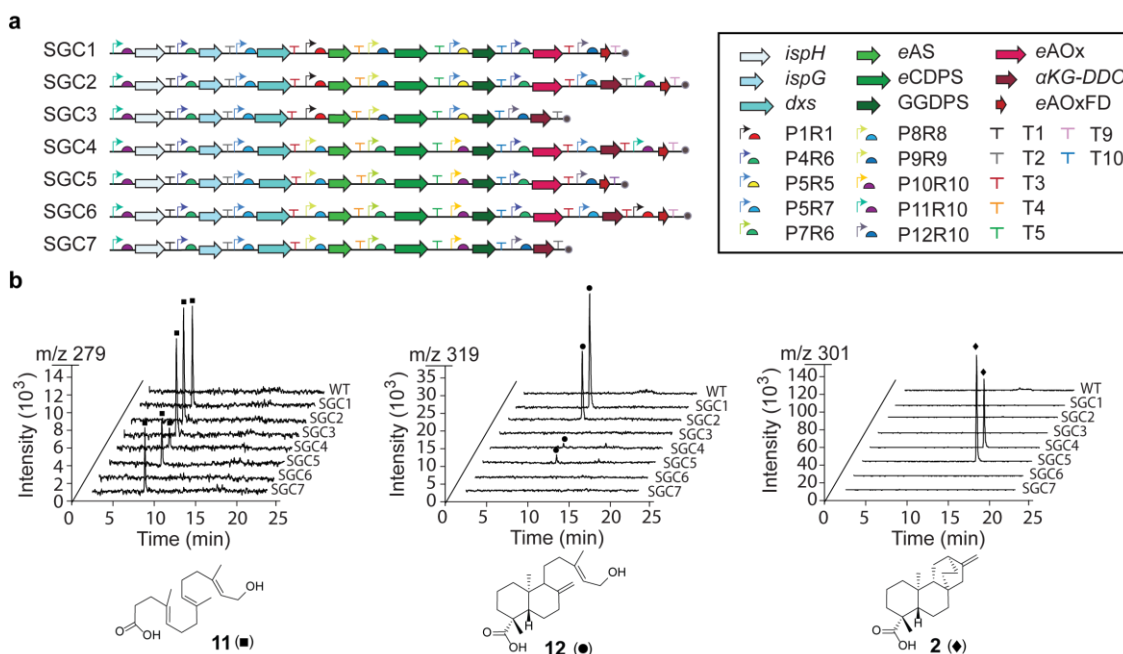 a
SGC1
SGC2
SGC3
SGC4
SGC5
SGC6
SGC7
ispH eAS eAOx
ispG eCDPS αKG-DDO
dxs GGDPS eAOxFD
P1R1 P8R8 T1 T9
P4R6 P9R9 T2 T10
P5R5 P10R10 T3
P5R7 P11R10 T4
P7R6 P12R10 T5
b
m/z 279
Intensity (10³)
14
12
10
8
6
4
2
0
WT
SGC1
SGC2
SGC3
SGC4
SGC5
SGC6
SGC7
0 5 10 15 20 25
Time (min)
OH
O
OH
11 (■)
m/z 319
Intensity (10³)
35
30
25
20
15
10
5
0
WT
SGC1
SGC2
SGC3
SGC4
SGC5
SGC6
SGC7
0 5 10 15 20 25
Time (min)
OH
H
O
OH
12 (●)
m/z 301
Intensity (10³)
140
120
100
80
60
40
20
0
WT
SGC1
SGC2
SGC3
SGC4
SGC5
SGC6
SGC7
0 5 10 15 20 25
Time (min)
H
O
OH
2 (♦)